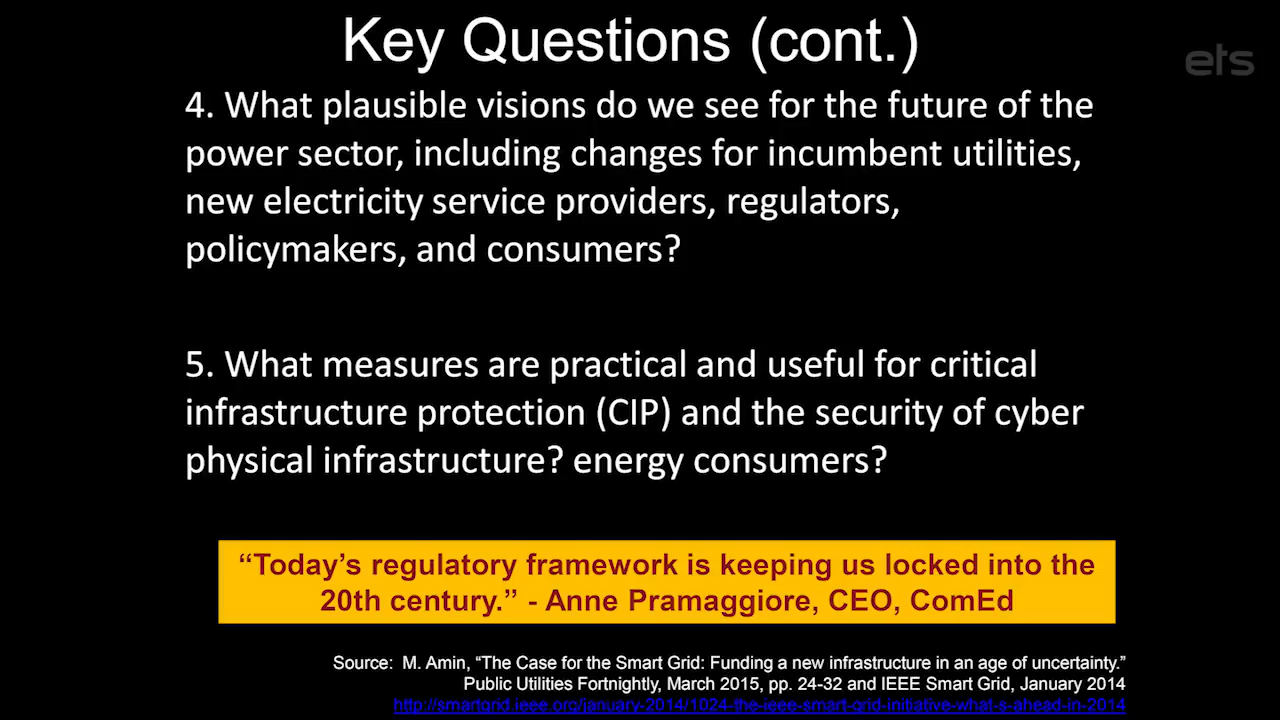 Key Questions (cont.)
ets
4. What plausible visions do we see for the future of the
power sector, including changes for incumbent utilities,
new electricity service providers, regulators,
policymakers, and consumers?
5. What measures are practical and useful for critical
infrastructure protection (CIP) and the security of cyber
physical infrastructure? energy consumers?
“Today’s regulatory framework is keeping us locked into the
20th century.” - Anne Pramaggiore, CEO, ComEd
Source:  M. Amin, “The Case for the Smart Grid: Funding a new infrastructure in an age of uncertainty.”
Public Utilities Fortnightly, March 2015, pp. 24-32 and IEEE Smart Grid, January 2014
http://smartgrid.ieee.org/january-2014/1024-the-ieee-smart-grid-initiative-what-s-ahead-in-2014